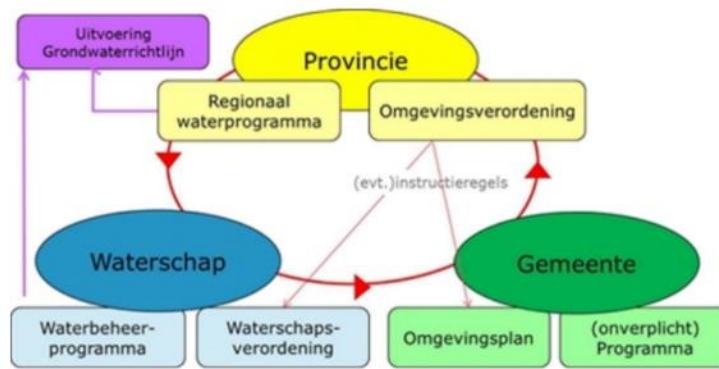 Uitvoering
Grondwaterrichtlijn
Provincie
Regionaal
waterprogramma
Omgevingsverordening
(evt.)instructieregels
Waterschap
Gemeente
Waterbeheer-
programma
Waterschaps-
verordening
Omgevingsplan
(onverplicht)
Programma